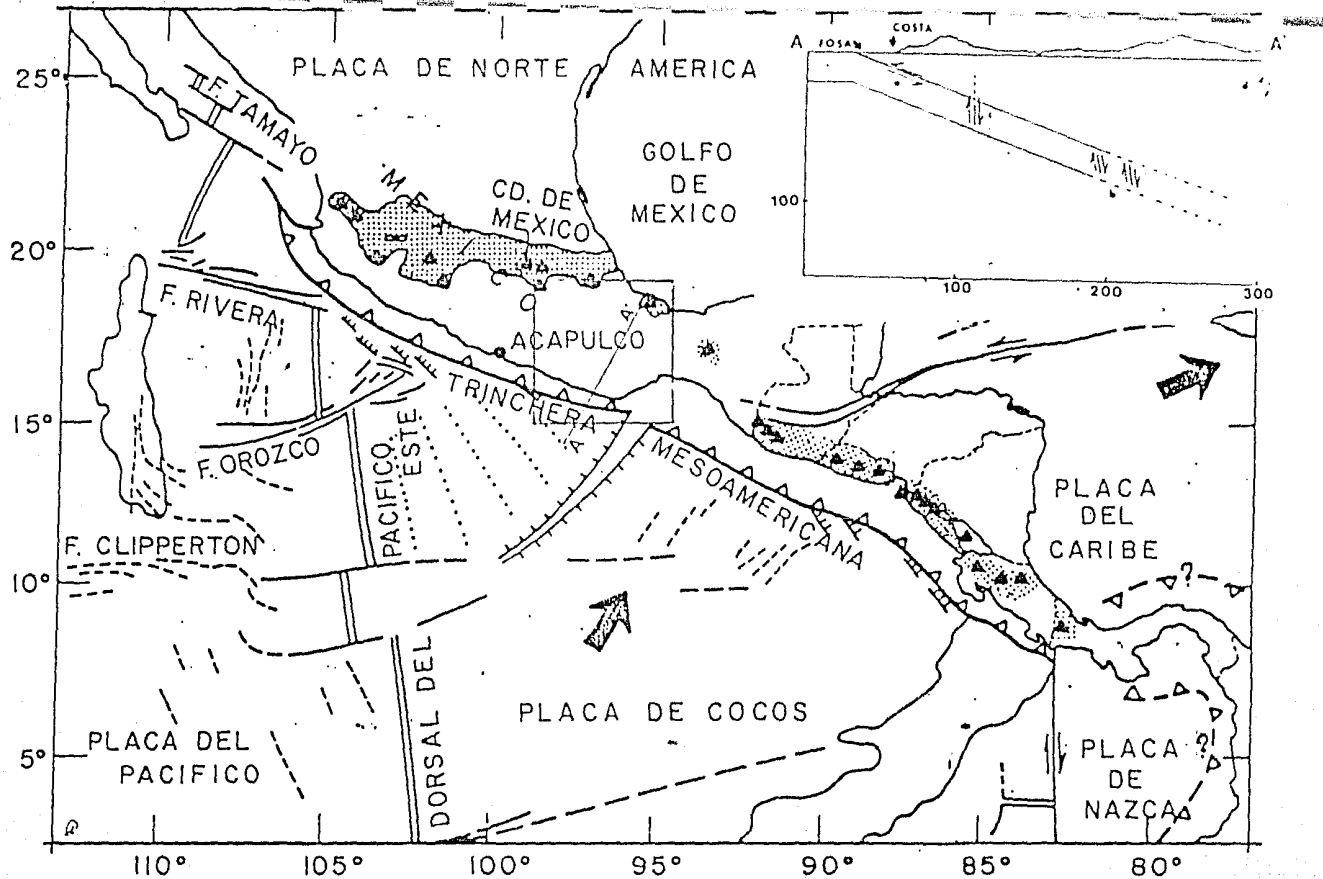 PLACA DE NORTE AMERICA
II F. TAMAYO
GOLFO
DE
MEXICO
CD. DE
MEXICO
MEXICO
F. RIVERA
ACAPULCO
A'
A
TRINCHERA
MESOAMERICANA
F. OROZCO
PACIFICO
ESTE
DORSAL DEL
F. CLIPPERTON
PLACA
DEL
CARIBE
?
PLACA DE COCOS
PLACA DEL
PACIFICO
PLACA
DE
NAZCA
?
25°
20°
15°
10°
5°
110°
105°
100°
95°
90°
85°
80°
A
FOSA
COSTA
A'
100
100
200
300